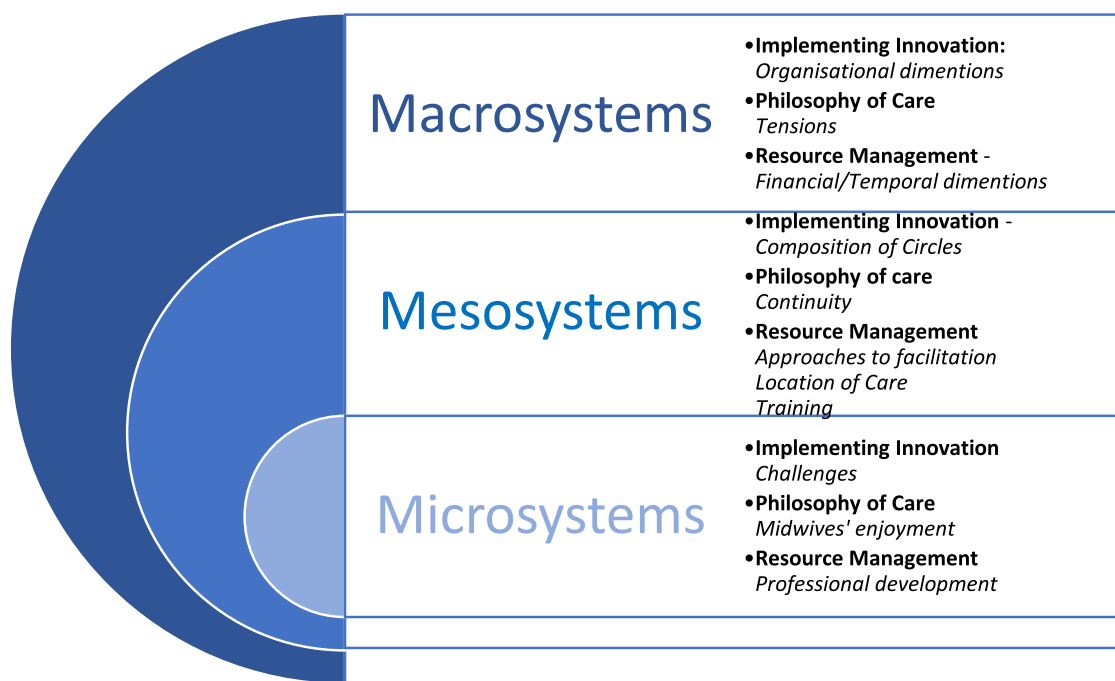 Macrosystems
•Implementing Innovation:
Organisational dimentions
•Philosophy of Care
Tensions
•Resource Management -
Financial/Temporal dimentions
Mesosystems
•Implementing Innovation -
Composition of Circles
•Philosophy of care
Continuity
•Resource Management
Approaches to facilitation
Location of Care
Training
Microsystems
•Implementing Innovation
Challenges
•Philosophy of Care
Midwives' enjoyment
•Resource Management
Professional development